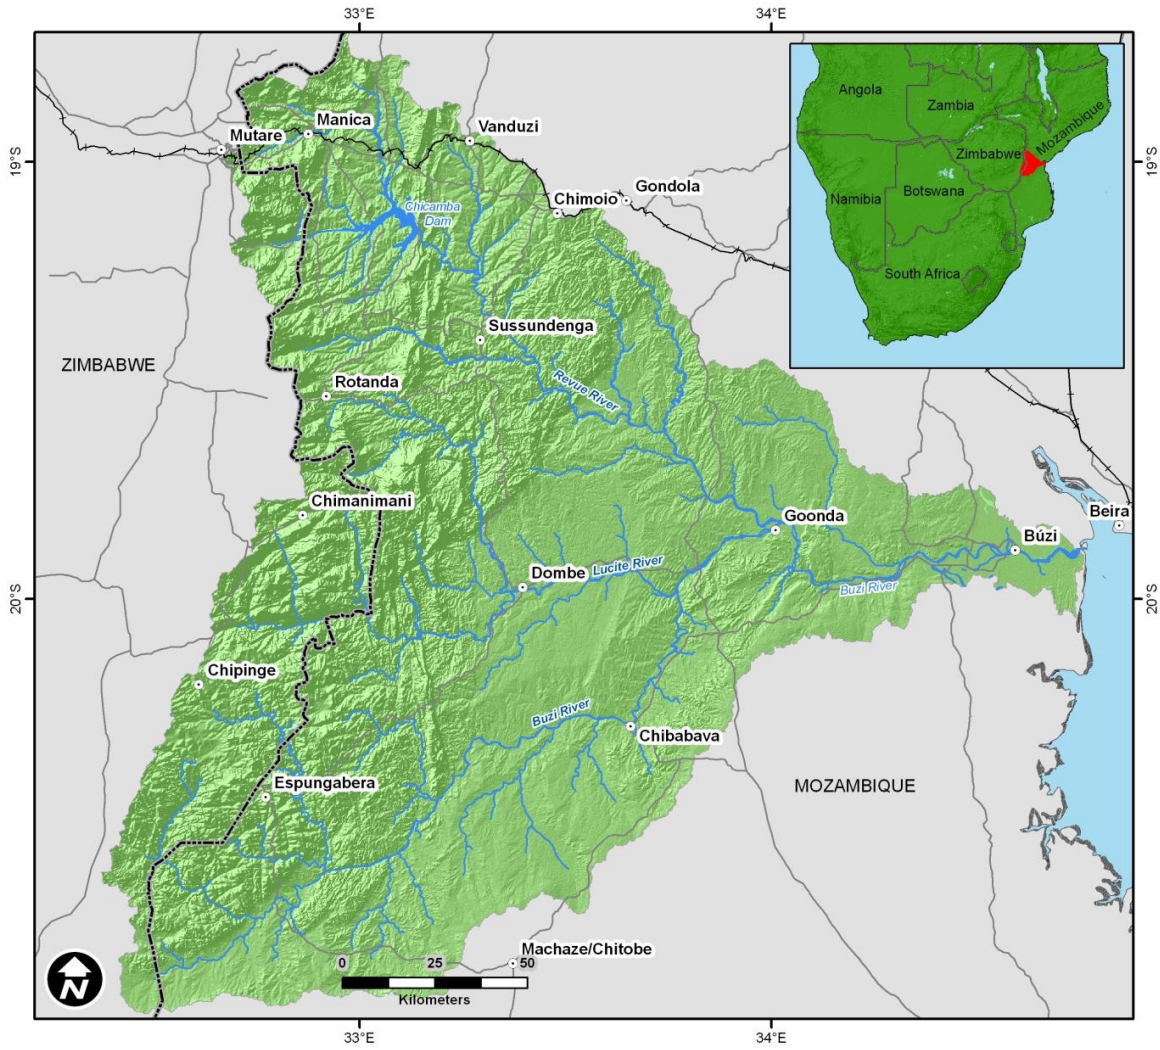 33°E
34°E
Angola
Zambia
Mozambique
Zimbabwe
Botswana
Namibia
South Africa
19°S
19°S
Mutare
Manica
Vanduzi
Chimoio
Gondola
Chicamba
Dam
Sussundenga
ZIMBABWE
Rotanda
Revue River
Chimanimani
Goonda
Beira
Búzi
Dombe
Lucite River
Buzi River
20°S
20°S
Chipinge
Buzi River
Chibabava
Espungabera
MOZAMBIQUE
Machaze/Chitobe
0
25
50
Kilometers
N
33°E
34°E